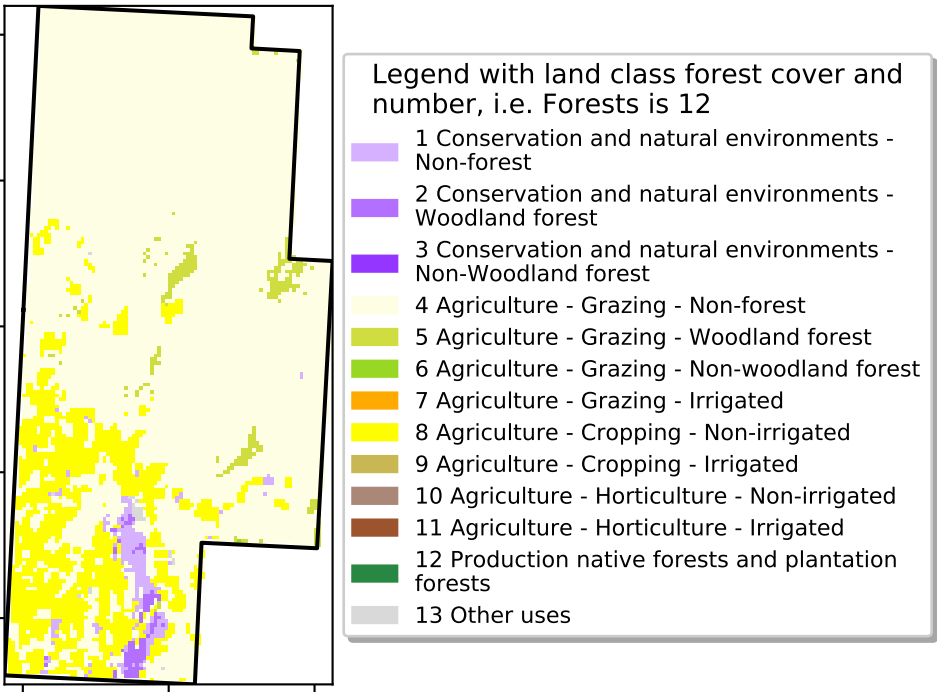 Legend with land class forest cover and
number, i.e. Forests is 12
1 Conservation and natural environments -
Non-forest
2 Conservation and natural environments -
Woodland forest
3 Conservation and natural environments -
Non-Woodland forest
4 Agriculture - Grazing - Non-forest
5 Agriculture - Grazing - Woodland forest
6 Agriculture - Grazing - Non-woodland forest
7 Agriculture - Grazing - Irrigated
8 Agriculture - Cropping - Non-irrigated
9 Agriculture - Cropping - Irrigated
10 Agriculture - Horticulture - Non-irrigated
11 Agriculture - Horticulture - Irrigated
12 Production native forests and plantation
forests
13 Other uses